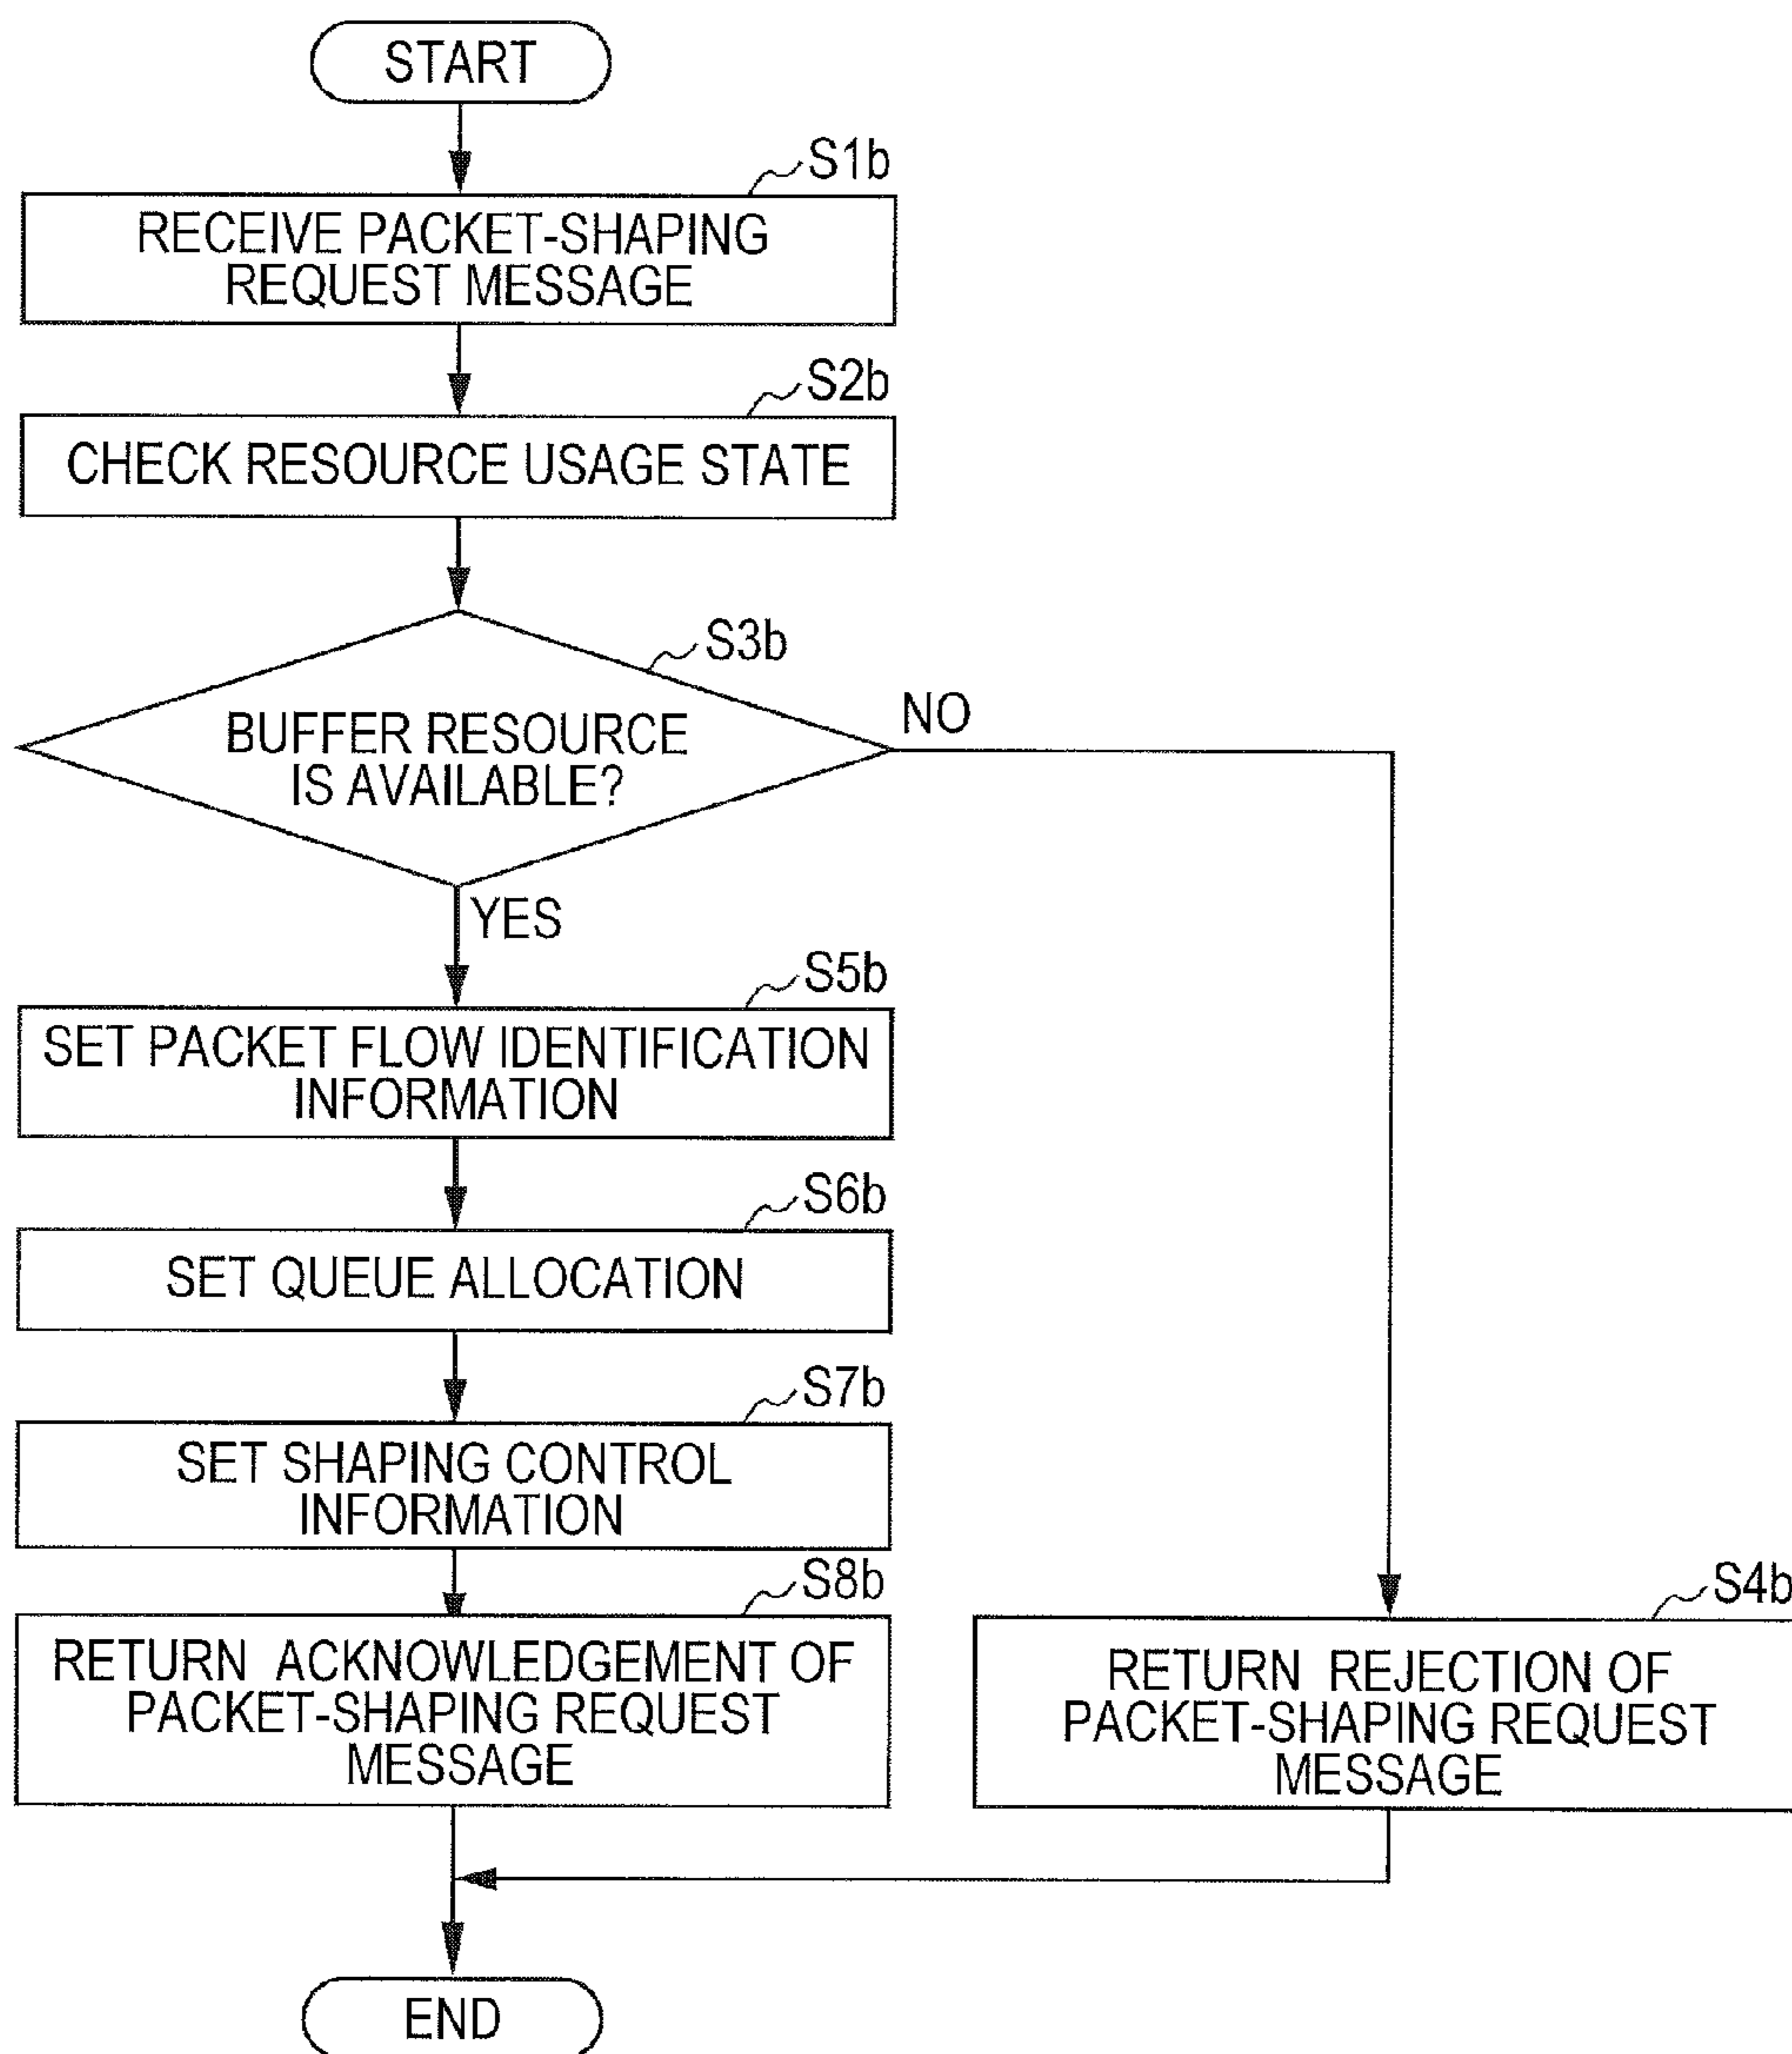 START
S1b
RECEIVE PACKET-SHAPING
REQUEST MESSAGE
S2b
CHECK RESOURCE USAGE STATE
S3b
BUFFER RESOURCE
IS AVAILABLE?
NO
YES
S5b
SET PACKET FLOW IDENTIFICATION
INFORMATION
S6b
SET QUEUE ALLOCATION
S7b
SET SHAPING CONTROL
INFORMATION
S8b
RETURN ACKNOWLEDGEMENT OF
PACKET-SHAPING REQUEST
MESSAGE
S4b
RETURN REJECTION OF
PACKET-SHAPING REQUEST
MESSAGE
END